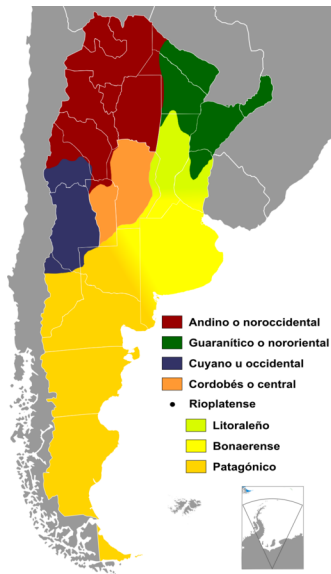 Andino o noroccidental
Guaranítico o nororiental
Cuyano u occidental
Cordobés o central
Rioplatense
Litoraleño
Bonaerense
Patagónico